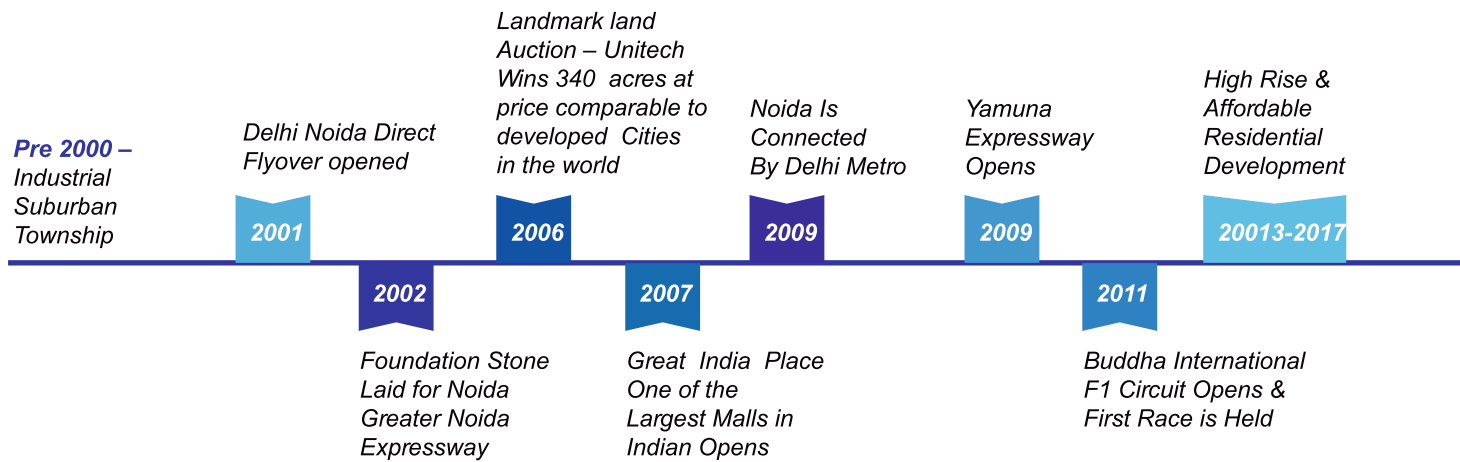 Pre 2000 –
Industrial
Suburban
Township
Delhi Noida Direct
Flyover opened
2001
2002
Foundation Stone
Laid for Noida
Greater Noida
Expressway
Landmark land
Auction – Unitech
Wins 340 acres at
price comparable to
developed Cities
in the world
2006
2007
Great India Place
One of the
Largest Malls in
Indian Opens
Noida Is
Connected
By Delhi Metro
2009
Yamuna
Expressway
Opens
2009
2011
Buddha International
F1 Circuit Opens &
First Race is Held
High Rise &
Affordable
Residential
Development
20013-2017